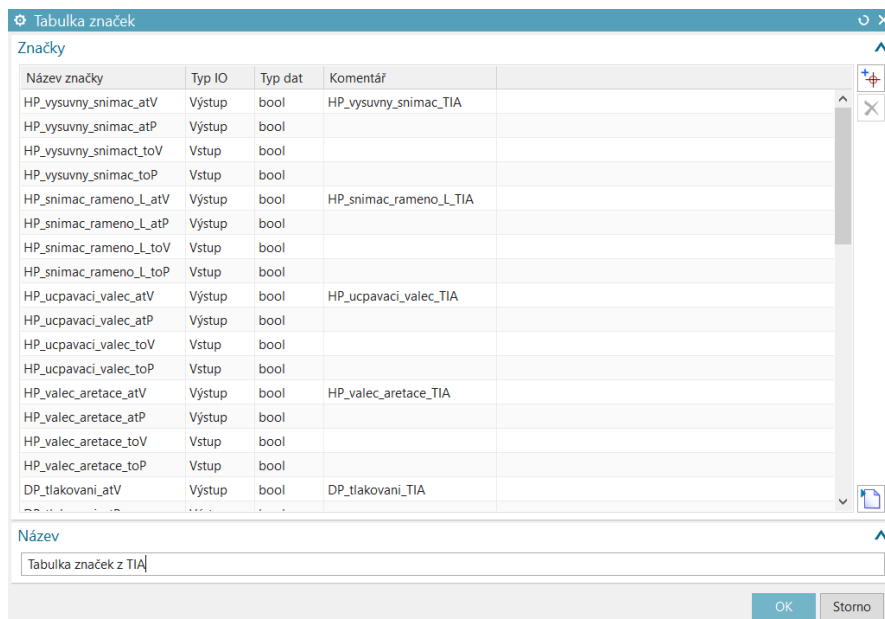 Tabulka značek
Značky
Název značky Typ IO Typ dat Komentář
HP_vysuvny_snimac_atV Výstup bool HP_vysuvny_snimac_TIA
HP_vysuvny_snimac_atP Výstup bool
HP_vysuvny_snimact_toV Vstup bool
HP_vysuvny_snimac_toP Vstup bool
HP_snimac_rameno_L_atV Výstup bool HP_snimac_rameno_L_TIA
HP_snimac_rameno_L_atP Výstup bool
HP_snimac_rameno_L_toV Vstup bool
HP_snimac_rameno_L_toP Vstup bool
HP_ucpavaci_valec_atV Výstup bool HP_ucpavaci_valec_TIA
HP_ucpavaci_valec_atP Výstup bool
HP_ucpavaci_valec_toV Vstup bool
HP_ucpavaci_valec_toP Vstup bool
HP_valec_aretace_atV Výstup bool HP_valec_aretace_TIA
HP_valec_aretace_atP Výstup bool
HP_valec_aretace_toV Vstup bool
HP_valec_aretace_toP Vstup bool
DP_tlakovani_atV Výstup bool DP_tlakovani_TIA
Název
Tabulka značek z TIA
OK Storno